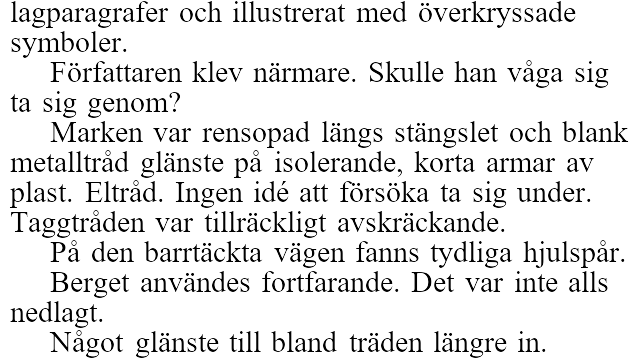 lagparagrafer och illustrerat med överkryssade
symboler.
Författaren klev närmare. Skulle han våga sig
ta sig genom?
Marken var rensopad längs stängslet och blank
metalltråd glänste på isolerande, korta armar av
plast. Eltråd. Ingen idé att försöka ta sig under.
Taggtråden var tillräckligt avskräckande.
På den barrtäckta vägen fanns tydliga hjulspår.
Berget användes fortfarande. Det var inte alls
nedlagt.
Något glänste till bland träden längre in.